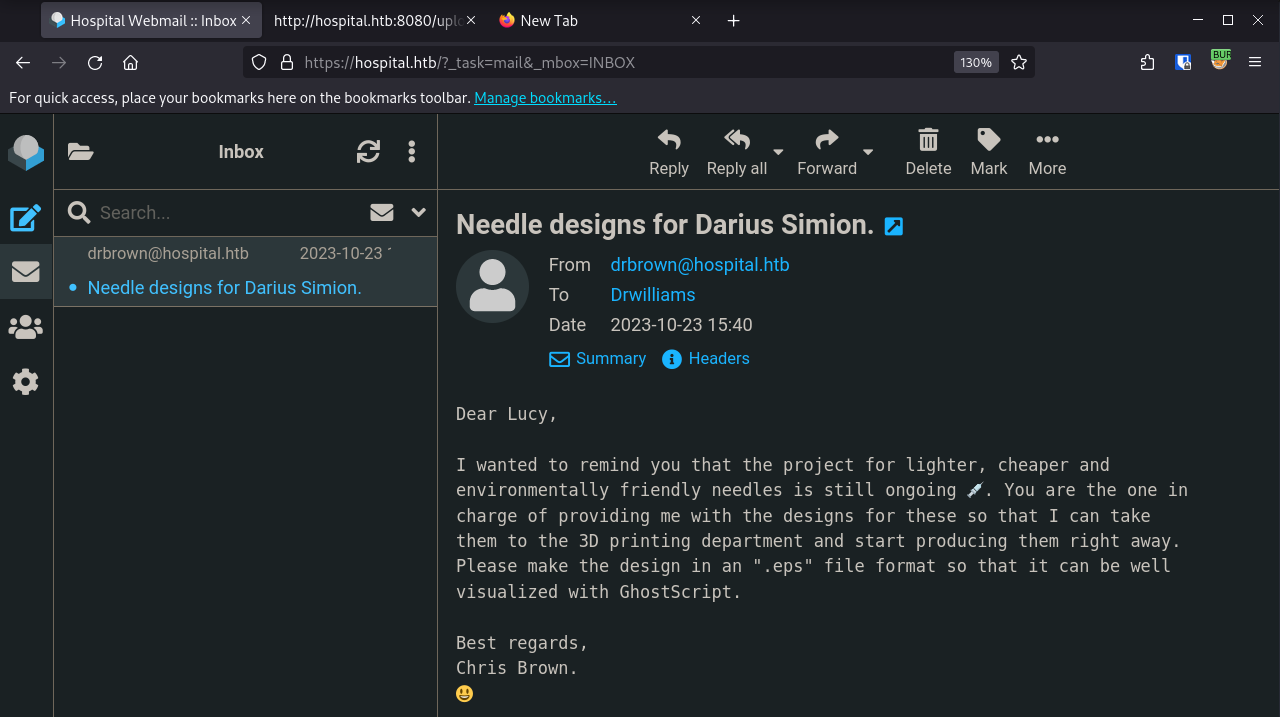 Hospital Webmail :: Inbox
http://hospital.htb:8080/uplo
New Tab
https://hospital.htb/?_task=mail&_mbox=INBOX
130%
BUR
For quick access, place your bookmarks here on the bookmarks toolbar. Manage bookmarks…
Inbox
Reply
Reply all
Forward
Delete
Mark
More
Search...
drbrown@hospital.htb 2023-10-23
Needle designs for Darius Simion.
Needle designs for Darius Simion.
From drbrown@hospital.htb
To Drwilliams
Date 2023-10-23 15:40
Summary Headers
Dear Lucy,
I wanted to remind you that the project for lighter, cheaper and
environmentally friendly needles is still ongoing 💉. You are the one in
charge of providing me with the designs for these so that I can take
them to the 3D printing department and start producing them right away.
Please make the design in an ".eps" file format so that it can be well
visualized with GhostScript.
Best regards,
Chris Brown.
😃